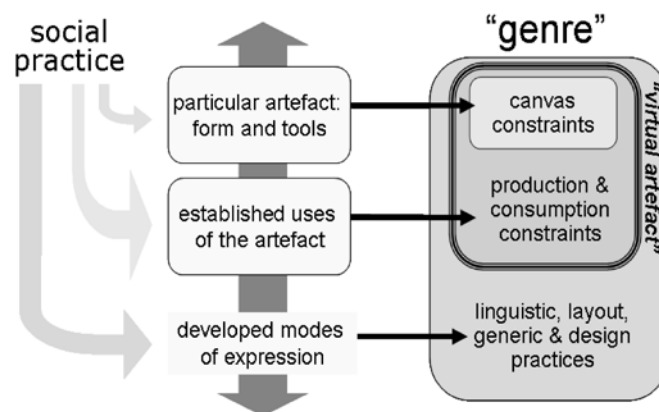 social
practice
"genre"
particular artefact:
form and tools
canvas
constraints
established uses
of the artefact
production &
consumption
constraints
"virtual artefact"
developed modes
of expression
linguistic, layout,
generic & design
practices